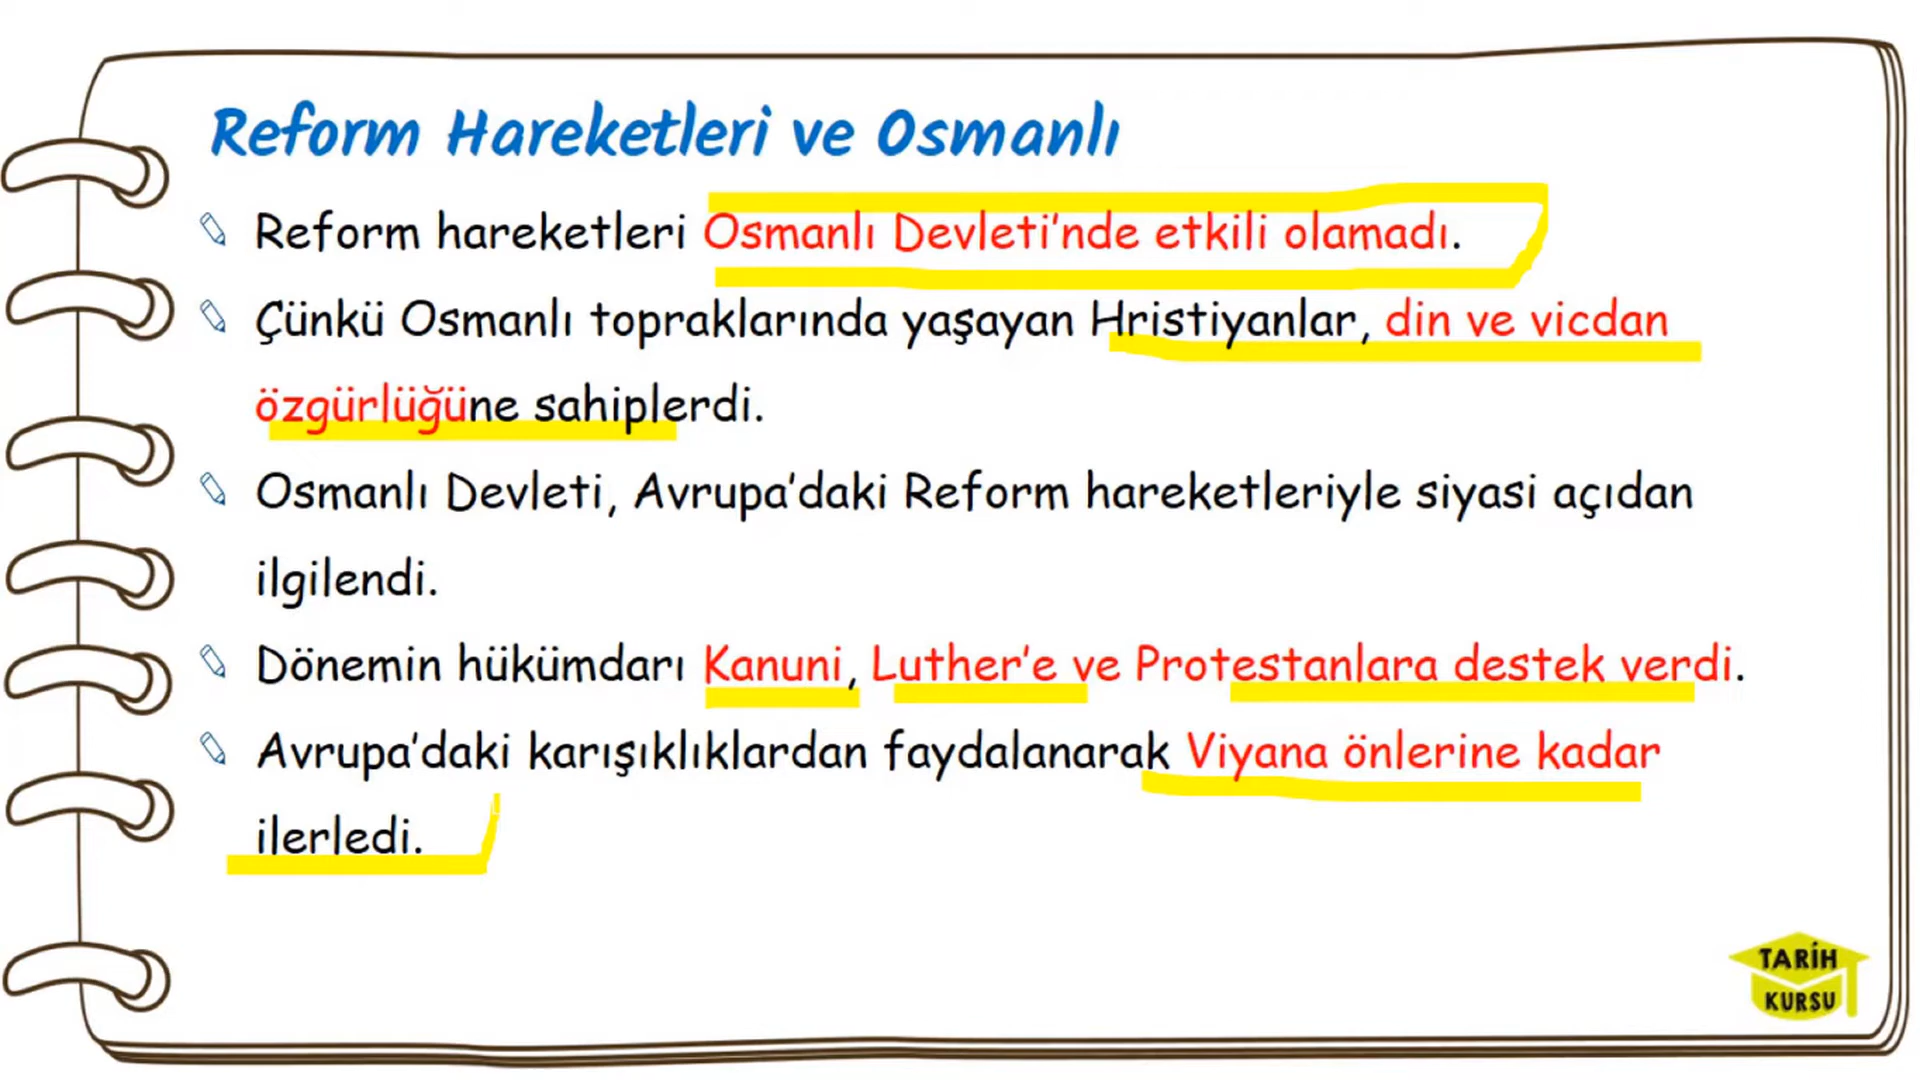 Reform Hareketleri ve Osmanlı
Reform hareketleri Osmanlı Devleti'nde etkili olamadı.
Çünkü Osmanlı topraklarında yaşayan Hristiyanlar, din ve vicdan
özgürlüğüne sahiplerdi.
Osmanlı Devleti, Avrupa'daki Reform hareketleriyle siyasi açıdan
ilgilendi.
Dönemin hükümdarı Kanuni, Luther'e ve Protestanlara destek verdi.
Avrupa'daki karışıklıklardan faydalanarak Viyana önlerine kadar
ilerledi.
TARİH
KURSU